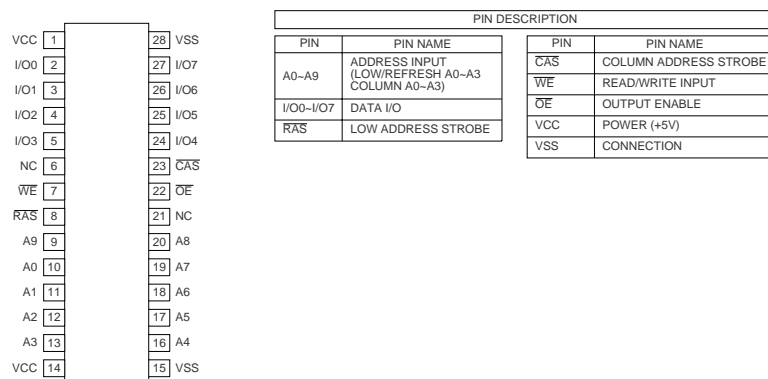 PIN DESCRIPTION
VCC 1 28 VSS
I/O0 2 27 I/O7
I/O1 3 26 I/O6
I/O2 4 25 I/O5
I/O3 5 24 I/O4
NC 6 23 CAS
WE 7 22 OE
RAS 8 21 NC
A9 9 20 A8
A0 10 19 A7
A1 11 18 A6
A2 12 17 A5
A3 13 16 A4
VCC 14 15 VSS
PIN PIN NAME
A0~A9 ADDRESS INPUT
(LOW/REFRESH A0~A3
COLUMN A0~A3)
I/O0~I/O7 DATA I/O
RAS LOW ADDRESS STROBE
PIN PIN NAME
CAS COLUMN ADDRESS STROBE
WE READ/WRITE INPUT
OE OUTPUT ENABLE
VCC POWER (+5V)
VSS CONNECTION